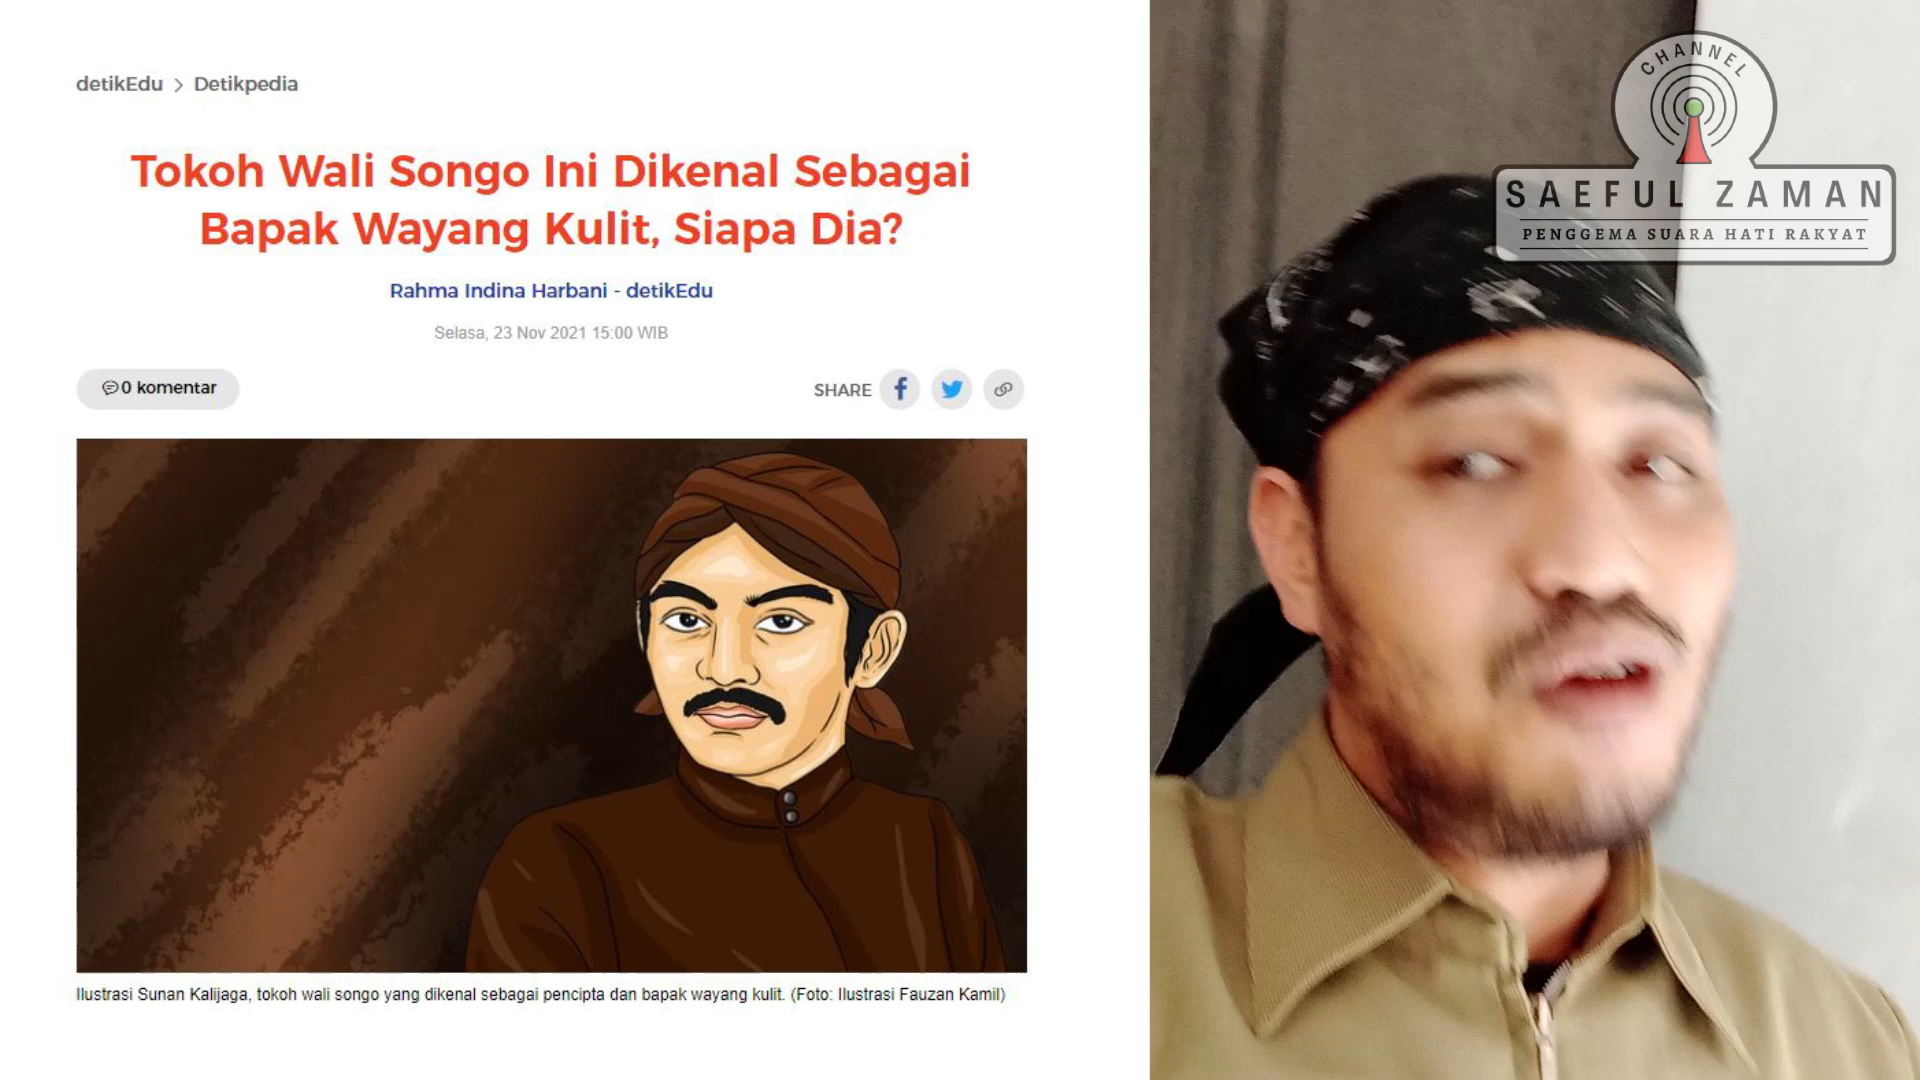 detikEdu > Detikpedia
Tokoh Wali Songo Ini Dikenal Sebagai
Bapak Wayang Kulit, Siapa Dia?
Rahma Indina Harbani - detikEdu
Selasa, 23 Nov 2021 15:00 WIB
0 komentar
SHARE
Ilustrasi Sunan Kalijaga, tokoh wali songo yang dikenal sebagai pencipta dan bapak wayang kulit. (Foto: Ilustrasi Fauzan Kamil)
CHANNEL
SAEFUL ZAMAN
PENGGEMA SUARA HATI RAKYAT